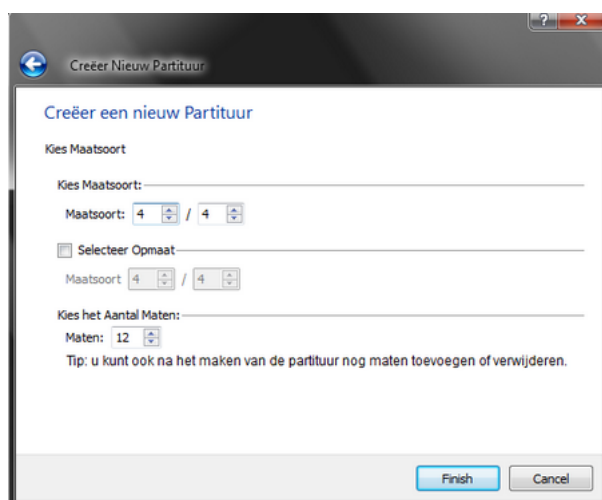 Creëer Nieuw Partituur
Creëer een nieuw Partituur
Kies Maatsoort
Kies Maatsoort:
Maatsoort: 4 / 4
Selecteer Opmaat
Maatsoort 4 / 4
Kies het Aantal Maten:
Maten: 12
Tip: u kunt ook na het maken van de partituur nog maten toevoegen of verwijderen.
Finish Cancel